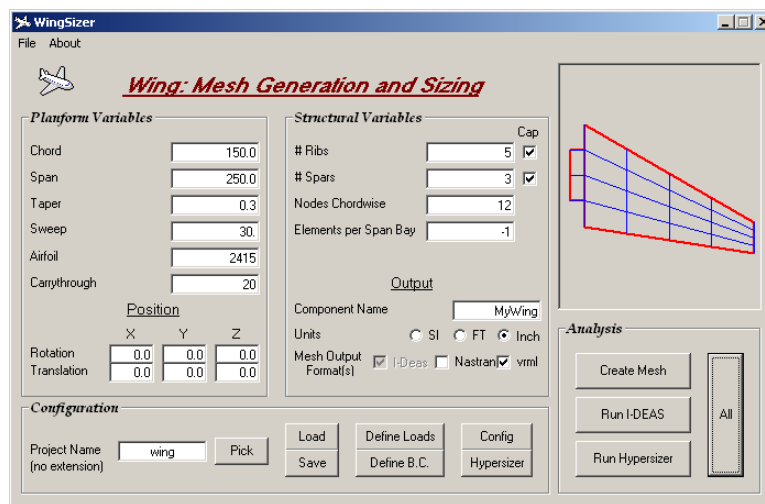 WingSizer
File About
Wing: Mesh Generation and Sizing
Planform Variables
Chord 150.0
Span 250.0
Taper 0.3
Sweep 30.
Airfoil 2415
Carrythrough 20
Position
X Y Z
Rotation 0.0 0.0 0.0
Translation 0.0 0.0 0.0
Structural Variables
Cap
# Ribs 5
# Spars 3
Nodes Chordwise 12
Elements per Span Bay -1
Output
Component Name MyWing
Units SI FT Inch
Mesh Output
Format(s) I-Deas Nastran vrml
Configuration
Project Name
(no extension) wing Pick
Load Define Loads Config
Save Define B.C. Hypersizer
Analysis
Create Mesh
Run I-DEAS
Run Hypersizer
All